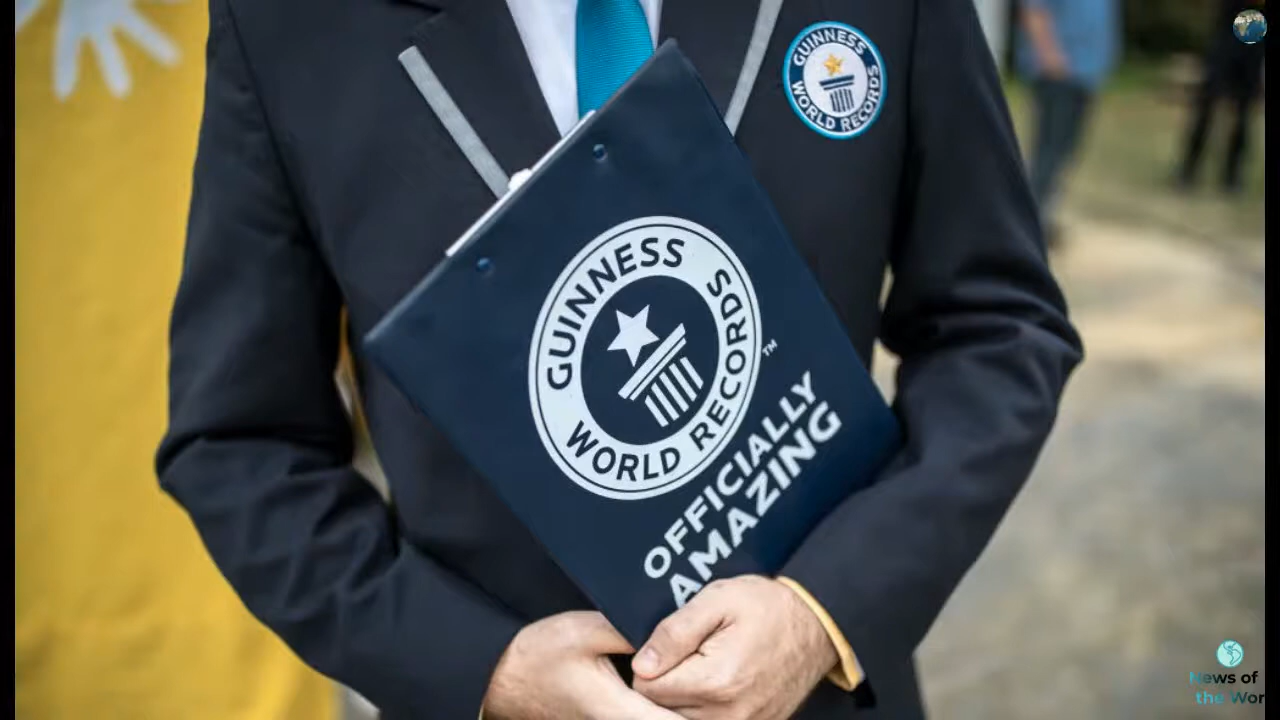 GUINNESS
WORLD RECORDS
GUINNESS
WORLD RECORDS
TM
OFFICIALLY
AMAZING
News of
the Wor